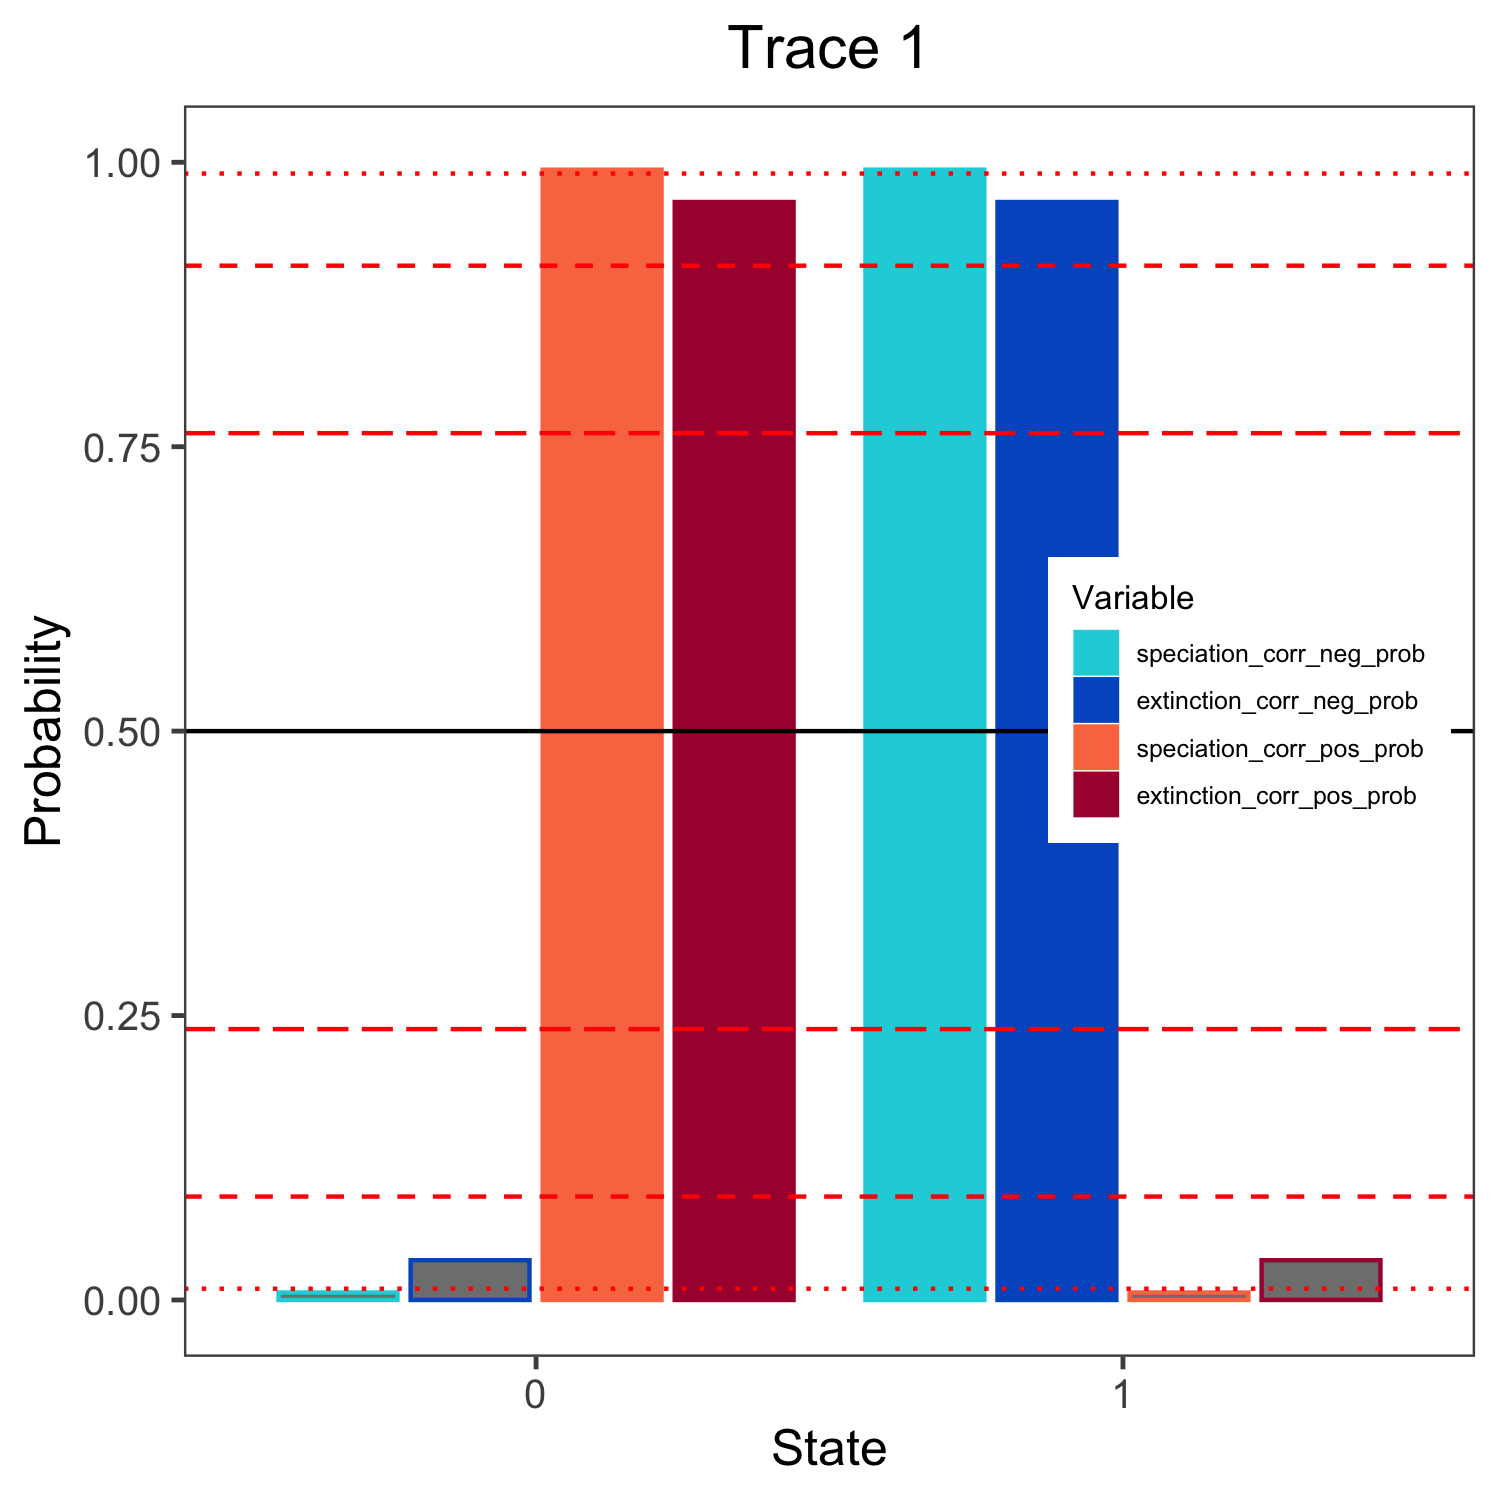 Trace 1
1.00
0.75
0.50
0.25
0.00
Probability
0
1
State
Variable
speciation_corr_neg_prob
extinction_corr_neg_prob
speciation_corr_pos_prob
extinction_corr_pos_prob